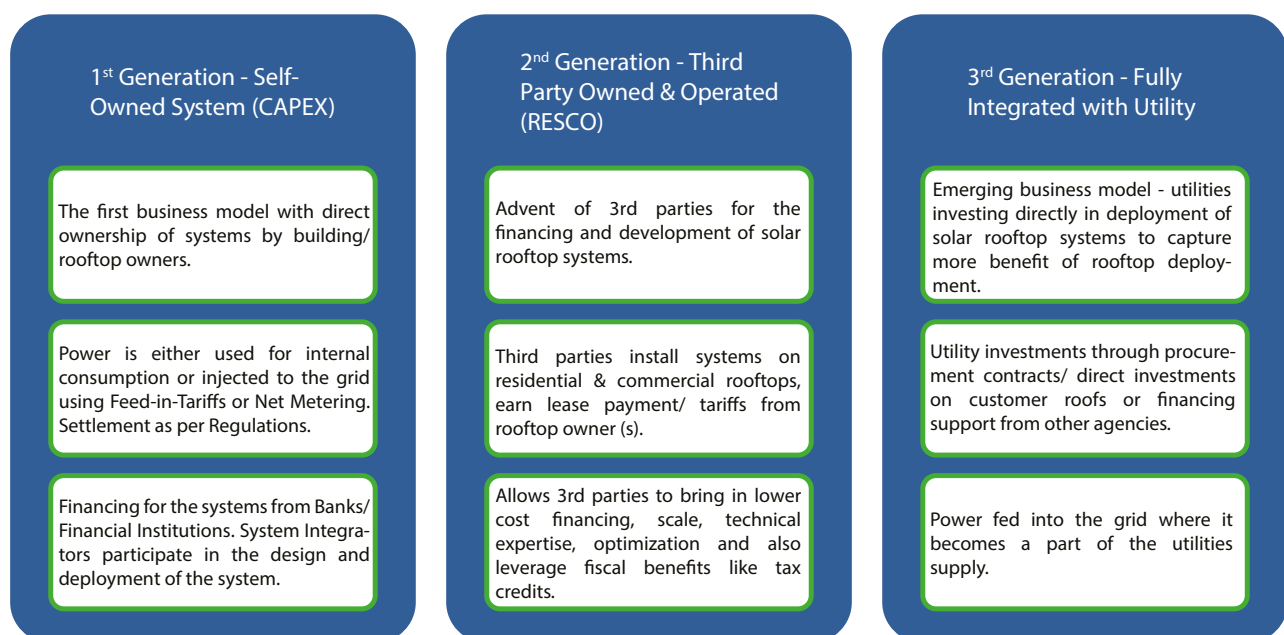 1st Generation - Self-
Owned System (CAPEX)
The first business model with direct
ownership of systems by building/
rooftop owners.
Power is either used for internal
consumption or injected to the grid
using Feed-in-Tariffs or Net Metering.
Settlement as per Regulations.
Financing for the systems from Banks/
Financial Institutions. System Integra-
tors participate in the design and
deployment of the system.
2nd Generation - Third
Party Owned & Operated
(RESCO)
Advent of 3rd parties for the
financing and development of solar
rooftop systems.
Third parties install systems on
residential & commercial rooftops,
earn lease payment/ tariffs from
rooftop owner (s).
Allows 3rd parties to bring in lower
cost financing, scale, technical
expertise, optimization and also
leverage fiscal benefits like tax
credits.
3rd Generation - Fully
Integrated with Utility
Emerging business model - utilities
investing directly in deployment of
solar rooftop systems to capture
more benefit of rooftop deploy-
ment.
Utility investments through procure-
ment contracts/ direct investments
on customer roofs or financing
support from other agencies.
Power fed into the grid where it
becomes a part of the utilities
supply.